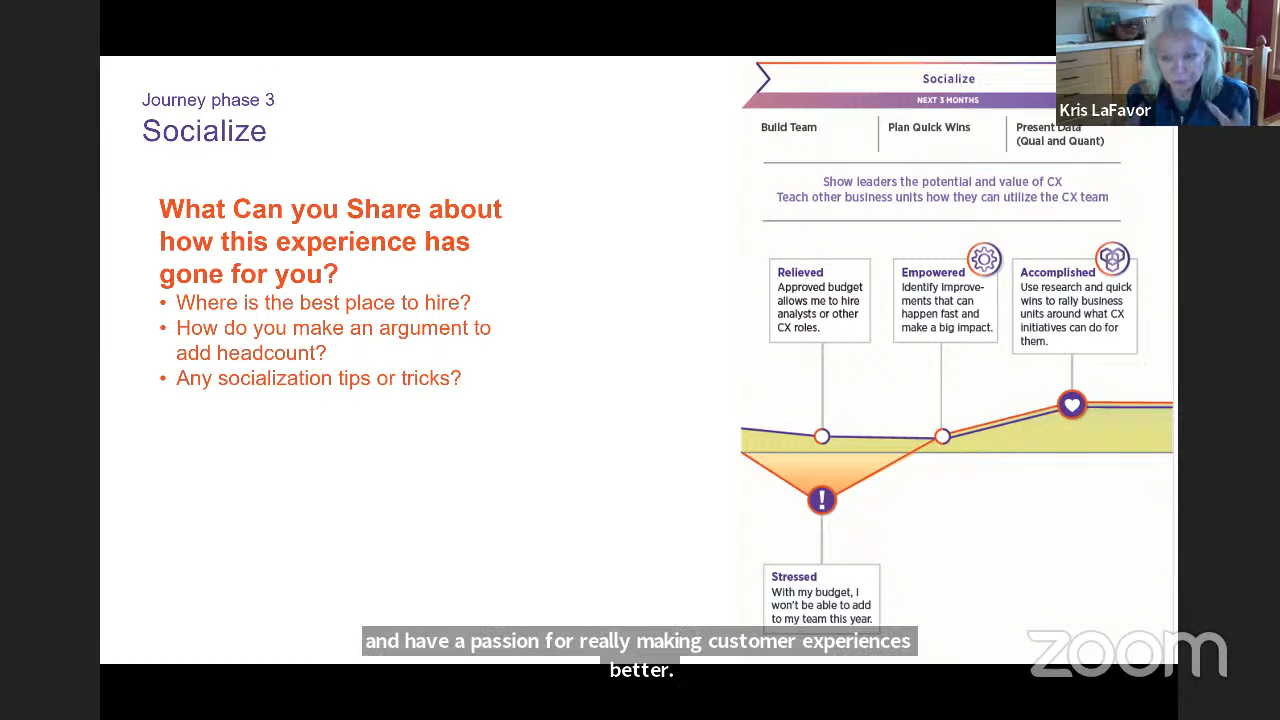 Journey phase 3
Socialize
What Can you Share about
how this experience has
gone for you?
• Where is the best place to hire?
• How do you make an argument to
add headcount?
• Any socialization tips or tricks?
Socialize
NEXT 3 MONTHS
Build Team
Plan Quick Wins
Present Data
(Qual and Quant)
Show leaders the potential and value of CX
Teach other business units how they can utilize the CX team
Relieved
Approved budget
allows me to hire
analysts or other
CX roles.
Empowered
Identify improve-
ments that can
happen fast and
make a big impact.
Accomplished
Use research and quick
wins to rally business
units around what CX
initiatives can do for
them.
!
Stressed
With my budget, I
won't be able to add
to my team this year.
Kris LaFavor
and have a passion for really making customer experiences
better.
zoom